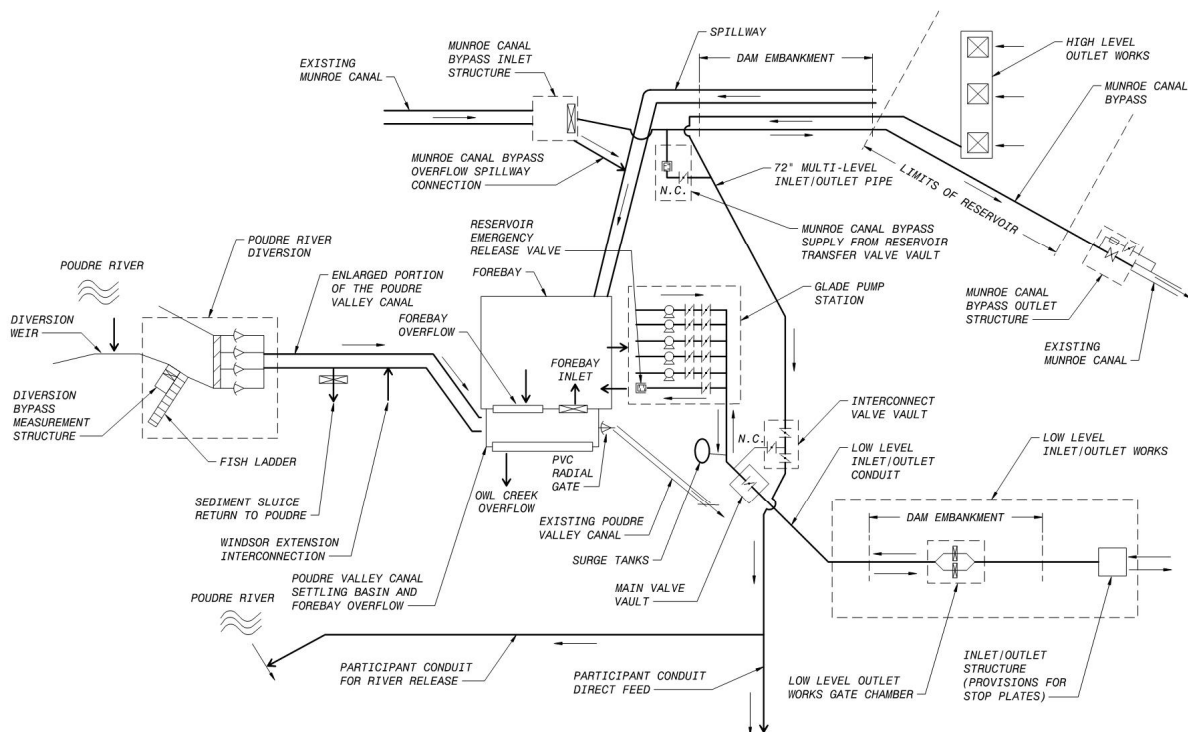 SPILLWAY
MUNROE CANAL
BYPASS INLET
STRUCTURE
EXISTING
MUNROE CANAL
DAM EMBANKMENT
HIGH LEVEL
OUTLET WORKS
MUNROE CANAL
BYPASS
MUNROE CANAL BYPASS
OVERFLOW SPILLWAY
CONNECTION
N.C.
72" MULTI-LEVEL
INLET/OUTLET PIPE
LIMITS OF RESERVOIR
MUNROE CANAL BYPASS
SUPPLY FROM RESERVOIR
TRANSFER VALVE VAULT
RESERVOIR
EMERGENCY
RELEASE VALVE
POUDRE RIVER
DIVERSION
POUDRE RIVER
ENLARGED PORTION
OF THE POUDRE
VALLEY CANAL
FOREBAY
GLADE PUMP
STATION
MUNROE CANAL
BYPASS OUTLET
STRUCTURE
DIVERSION
WEIR
FOREBAY
OVERFLOW
FOREBAY
INLET
EXISTING
MUNROE CANAL
DIVERSION BYPASS
MEASUREMENT
STRUCTURE
FISH LADDER
INTERCONNECT
VALVE VAULT
N.C.
LOW LEVEL
INLET/OUTLET
CONDUIT
LOW LEVEL
INLET/OUTLET WORKS
PVC
RADIAL
GATE
SEDIMENT SLUICE
RETURN TO POUDRE
OWL CREEK
OVERFLOW
EXISTING POUDRE
VALLEY CANAL
DAM EMBANKMENT
WINDSOR EXTENSION
INTERCONNECTION
SURGE TANKS
POUDRE VALLEY CANAL
SETTLING BASIN AND
FOREBAY OVERFLOW
MAIN VALVE
VAULT
POUDRE RIVER
PARTICIPANT CONDUIT
FOR RIVER RELEASE
PARTICIPANT CONDUIT
DIRECT FEED
LOW LEVEL OUTLET
WORKS GATE CHAMBER
INLET/OUTLET
STRUCTURE
(PROVISIONS FOR
STOP PLATES)